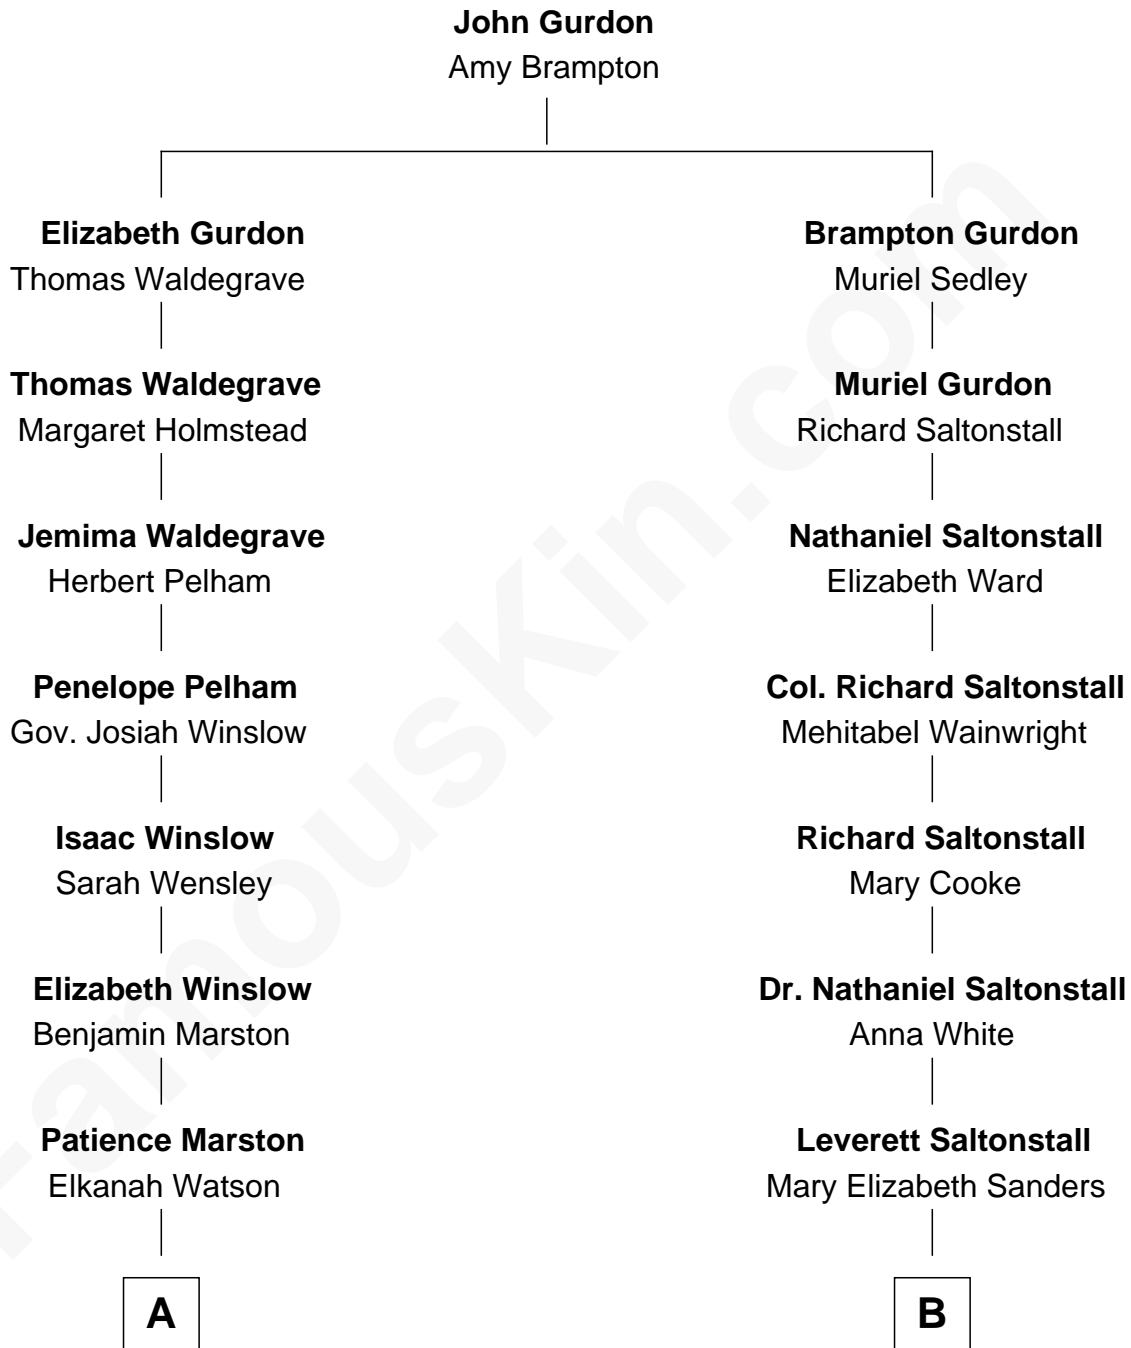 John Gurdon
Amy Brampton
Elizabeth Gurdon
Thomas Waldegrave
Brampton Gurdon
Muriel Sedley
Thomas Waldegrave
Margaret Holmstead
Muriel Gurdon
Richard Saltonstall
Jemima Waldegrave
Herbert Pelham
Nathaniel Saltonstall
Elizabeth Ward
Penelope Pelham
Gov. Josiah Winslow
Col. Richard Saltonstall
Mehitabel Wainwright
Isaac Winslow
Sarah Wensley
Richard Saltonstall
Mary Cooke
Elizabeth Winslow
Benjamin Marston
Dr. Nathaniel Saltonstall
Anna White
Patience Marston
Elkanah Watson
Leverett Saltonstall
Mary Elizabeth Sanders
A
B
FamousKin.com